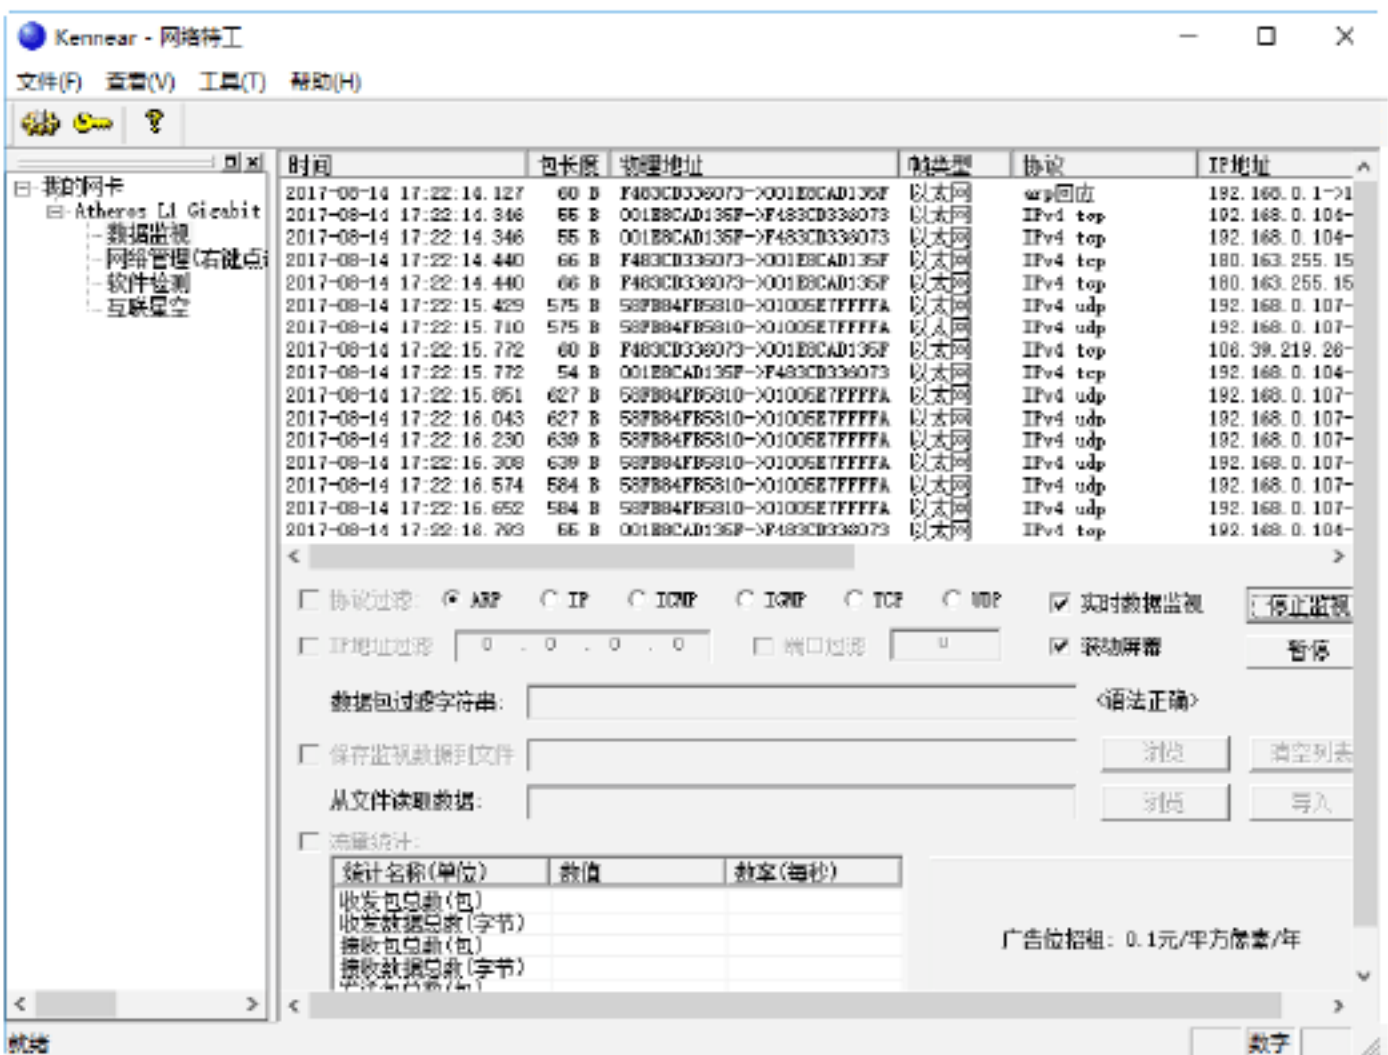 Kennear - 网络特工
文件(F) 查看(V) 工具(T) 帮助(H)
我的网卡
Atheros L1 Gicabit
数据监视
网络管理(右键点
软件检测
互联星空
时间 包长度 物理地址 帧类型 协议 IP地址
2017-08-14 17:22:14.127 60 B F483CD336073->001E8CAD135F 以太网 arp回应 192.168.0.1->1
2017-08-14 17:22:14.346 55 B 001E8CAD135F->F483CD336073 以太网 IPv4 tcp 192.168.0.104-
2017-08-14 17:22:14.346 55 B 001E8CAD135F->F483CD336073 以太网 IPv4 tcp 192.168.0.104-
2017-08-14 17:22:14.440 66 B F483CD336073->001E8CAD135F 以太网 IPv4 tcp 180.163.255.15
2017-08-14 17:22:14.440 66 B F483CD336073->001E8CAD135F 以太网 IPv4 tcp 180.163.255.15
2017-08-14 17:22:15.429 575 B 58FB84FB5810->01005E7FFFFA 以太网 IPv4 udp 192.168.0.107-
2017-08-14 17:22:15.710 575 B 58FB84FB5810->01005E7FFFFA 以太网 IPv4 udp 192.168.0.107-
2017-08-14 17:22:15.772 60 B F483CD336073->001E8CAD135F 以太网 IPv4 tcp 106.39.219.26-
2017-08-14 17:22:15.772 54 B 001E8CAD135F->F483CD336073 以太网 IPv4 tcp 192.168.0.104-
2017-08-14 17:22:15.851 627 B 58FB84FB5810->01005E7FFFFA 以太网 IPv4 udp 192.168.0.107-
2017-08-14 17:22:16.043 627 B 58FB84FB5810->01005E7FFFFA 以太网 IPv4 udp 192.168.0.107-
2017-08-14 17:22:16.230 639 B 58FB84FB5810->01005E7FFFFA 以太网 IPv4 udp 192.168.0.107-
2017-08-14 17:22:16.308 639 B 58FB84FB5810->01005E7FFFFA 以太网 IPv4 udp 192.168.0.107-
2017-08-14 17:22:16.574 584 B 58FB84FB5810->01005E7FFFFA 以太网 IPv4 udp 192.168.0.107-
2017-08-14 17:22:16.652 584 B 58FB84FB5810->01005E7FFFFA 以太网 IPv4 udp 192.168.0.107-
2017-08-14 17:22:16.793 55 B 001E8CAD135F->F483CD336073 以太网 IPv4 tcp 192.168.0.104-
协议过滤: ARP IP ICMP IGMP TCP UDP 实时数据监视 停止监视
IP地址过滤 0 . 0 . 0 . 0 端口过滤 0 滚动屏幕 暂停
数据包过滤字符串: <语法正确>
保存监视数据到文件 浏览 清空列表
从文件读取数据: 浏览 导入
流量统计:
统计名称(单位) 数值 数率(每秒)
收发包总数(包)
收发数据总数(字节)
接收包总数(包)
接收数据总数(字节)
广告位招租: 0.1元/平方像素/年
就绪 数字